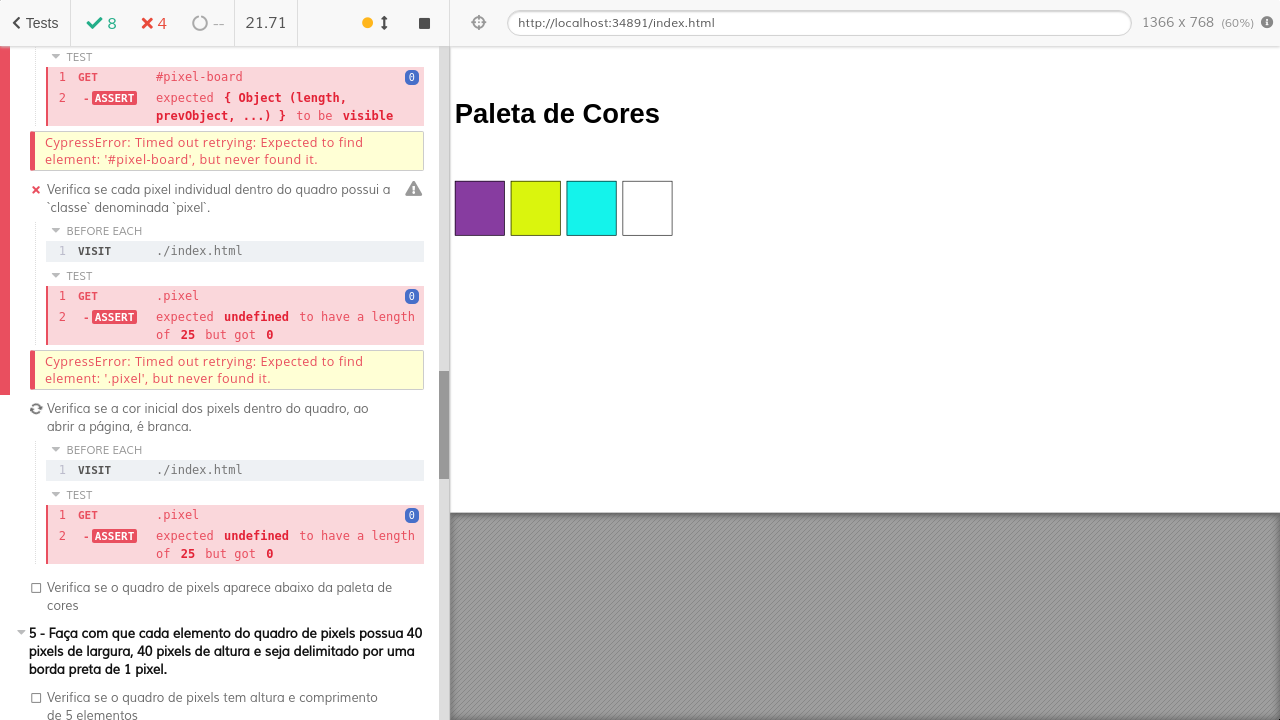 Tests
8
4
--
21.71
http://localhost:34891/index.html
1366 x 768 (60%)
TEST
1 GET #pixel-board 0
2 -ASSERT expected { Object (length,
prevObject, ...) } to be visible
CypressError: Timed out retrying: Expected to find
element: '#pixel-board', but never found it.
Verifica se cada pixel individual dentro do quadro possui a
`classe` denominada `pixel`.
BEFORE EACH
1 VISIT ./index.html
TEST
1 GET .pixel 0
2 -ASSERT expected undefined to have a length
of 25 but got 0
CypressError: Timed out retrying: Expected to find
element: '.pixel', but never found it.
Verifica se a cor inicial dos pixels dentro do quadro, ao
abrir a página, é branca.
BEFORE EACH
1 VISIT ./index.html
TEST
1 GET .pixel 0
2 -ASSERT expected undefined to have a length
of 25 but got 0
Verifica se o quadro de pixels aparece abaixo da paleta de
cores
5 - Faça com que cada elemento do quadro de pixels possua 40
pixels de largura, 40 pixels de altura e seja delimitado por uma
borda preta de 1 pixel.
Verifica se o quadro de pixels tem altura e comprimento
de 5 elementos
Paleta de Cores